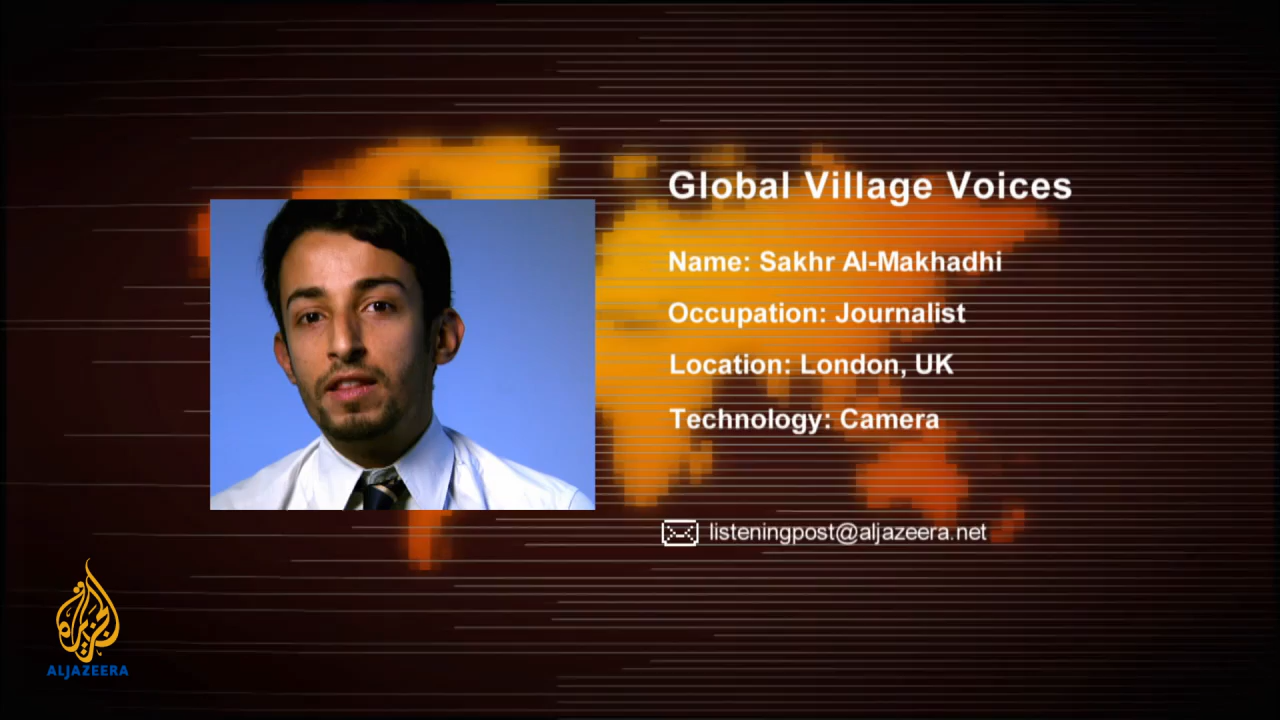 Global Village Voices
Name: Sakhr Al-Makhadhi
Occupation: Journalist
Location: London, UK
Technology: Camera
listeningpost@aljazeera.net
الجزيرة
ALJAZEERA